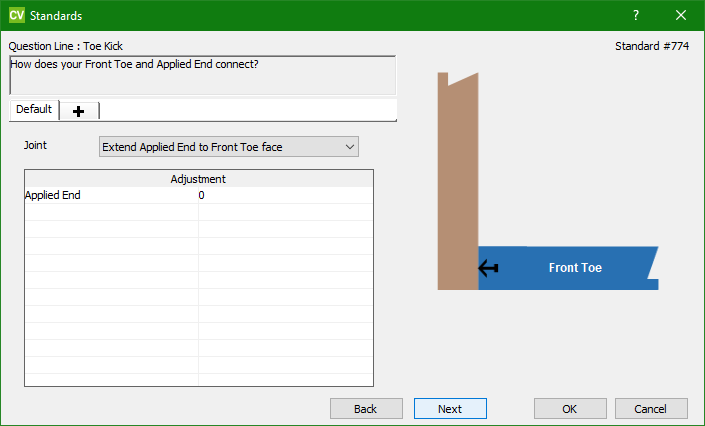 CV Standards ? ✕
Question Line : Toe Kick Standard #774
How does your Front Toe and Applied End connect?
Default +
Joint Extend Applied End to Front Toe face
Adjustment
Applied End 0
Front Toe
Back Next OK Cancel